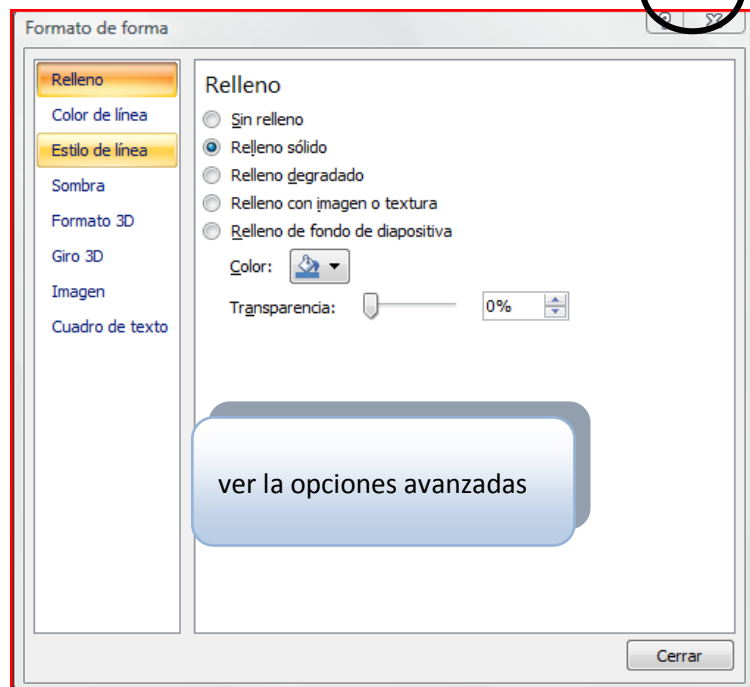 Formato de forma
Relleno
Color de línea
Estilo de línea
Sombra
Formato 3D
Giro 3D
Imagen
Cuadro de texto
Relleno
Sin relleno
Relleno sólido
Relleno degradado
Relleno con imagen o textura
Relleno de fondo de diapositiva
Color:
Transparencia: 0%
ver la opciones avanzadas
Cerrar